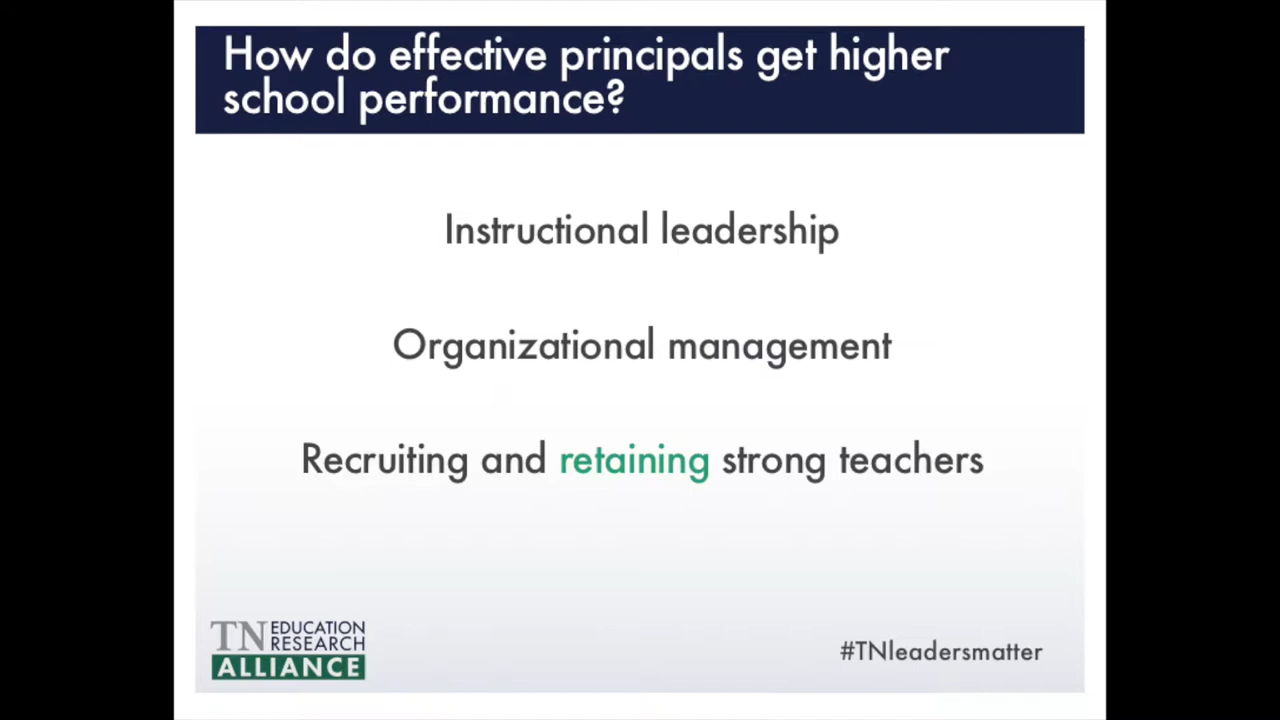 How do effective principals get higher
school performance?
Instructional leadership
Organizational management
Recruiting and retaining strong teachers
TN EDUCATION
RESEARCH
ALLIANCE
#TNleadersmatter